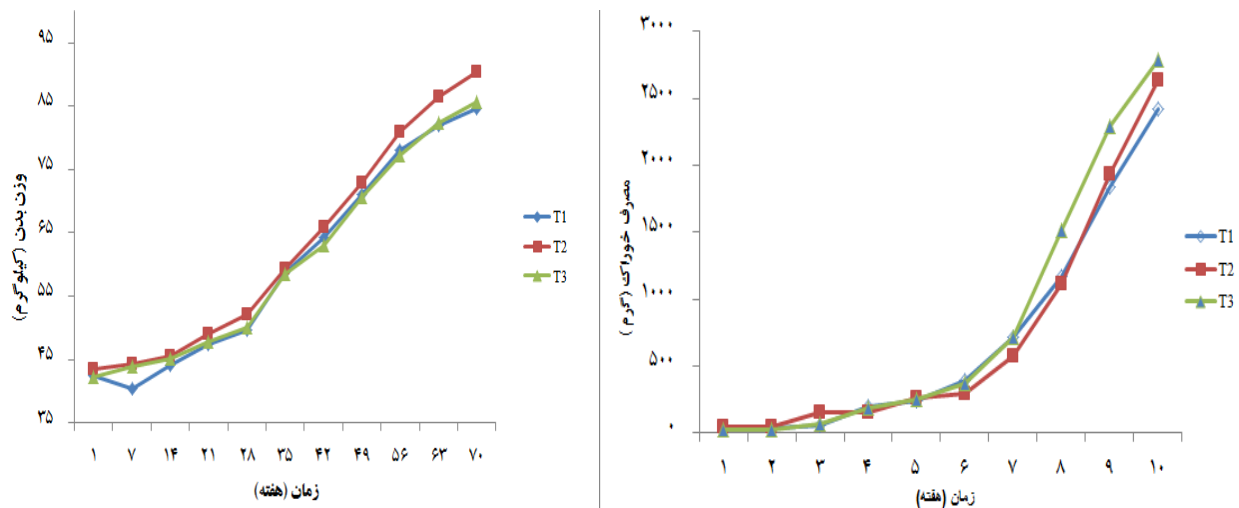 ۹۵
۸۵
۷۵
۶۵
۵۵
۴۵
۳۵
وزن بدن (کیلوگرم)
۱ ۷ ۱۴ ۲۱ ۲۸ ۳۵ ۴۲ ۴۹ ۵۶ ۶۳ ۷۰
زمان (هفته)
T1
T2
T3
۳۰۰۰
۲۵۰۰
۲۰۰۰
۱۵۰۰
۱۰۰۰
۵۰۰
۰
مصرف خوراک (گرم )
۱ ۲ ۳ ۴ ۵ ۶ ۷ ۸ ۹ ۱۰
زمان (هفته)
T1
T2
T3